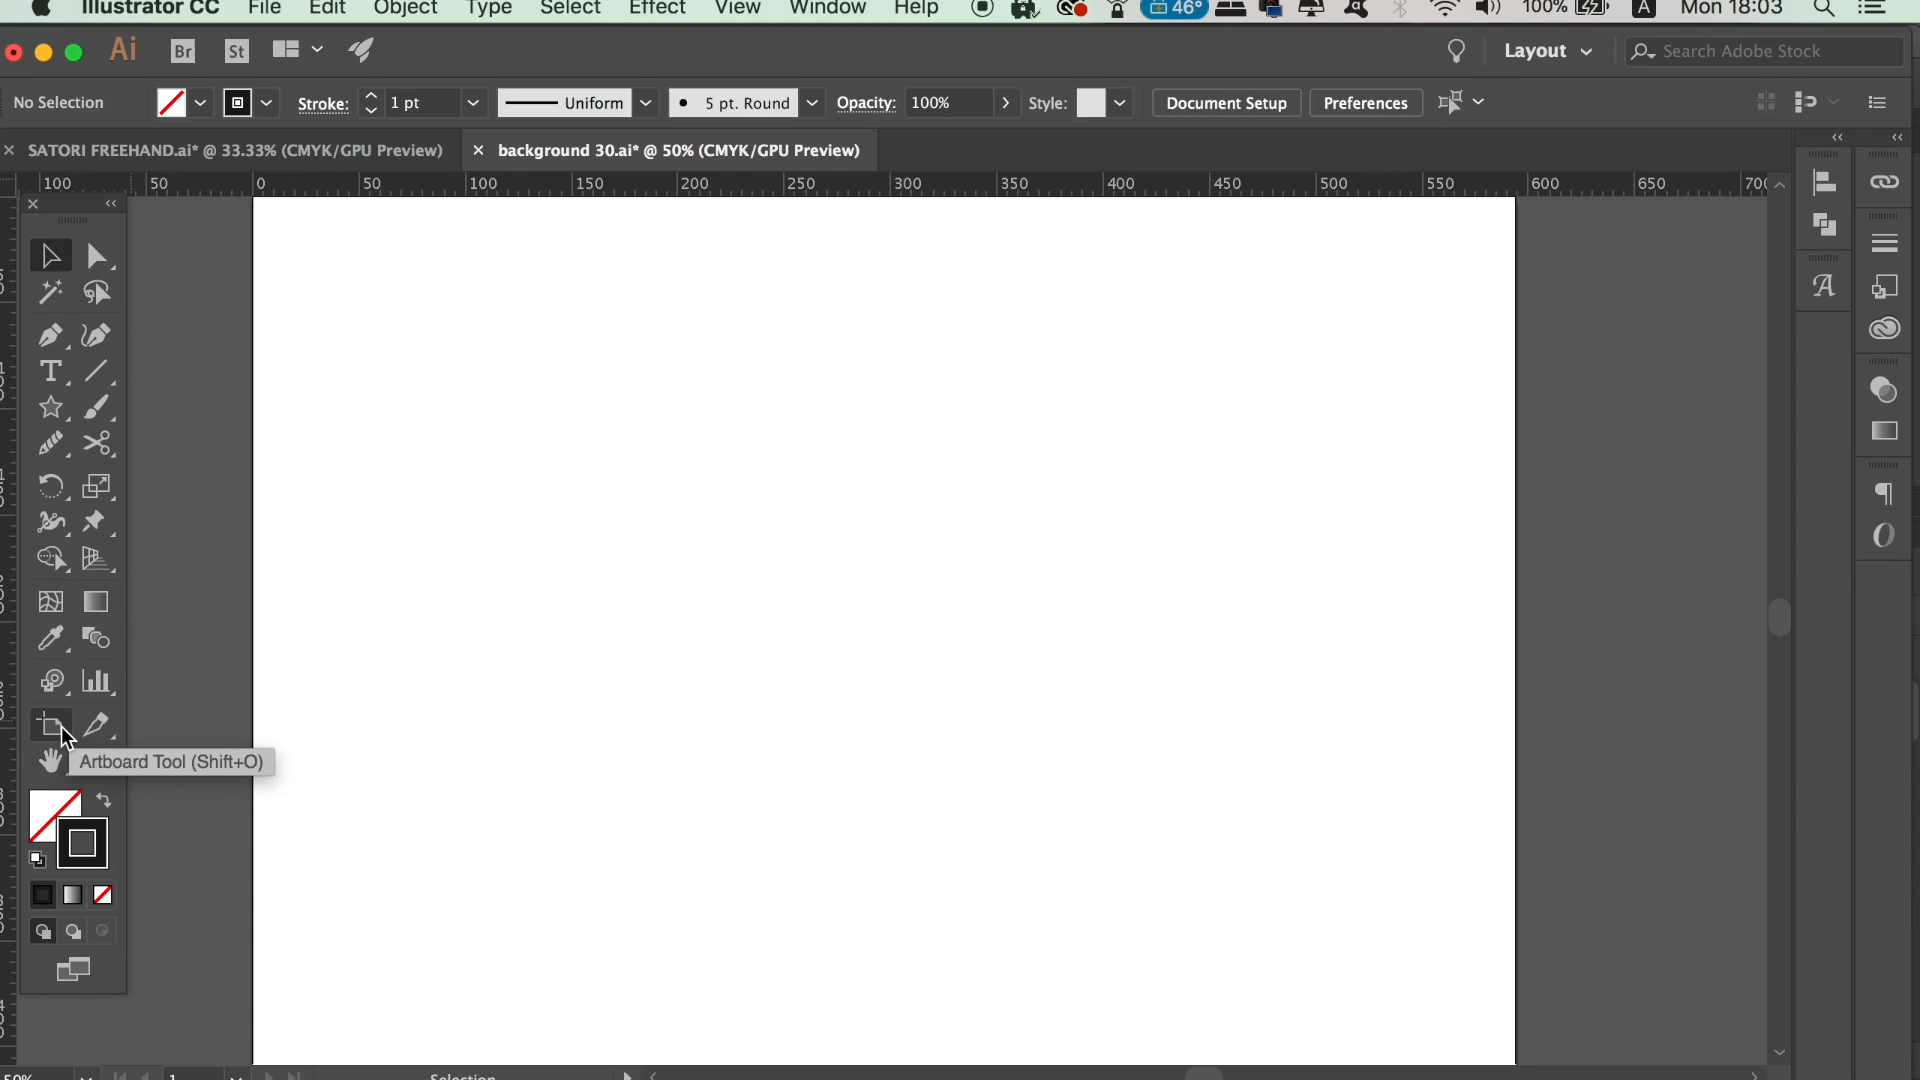 Illustrator CC File Edit Object Type Select Effect View Window Help 46° 100% A Mon 18:03
Ai Br St Layout Search Adobe Stock
No Selection Stroke: 1 pt Uniform 5 pt. Round Opacity: 100% Style: Document Setup Preferences
SATORI FREEHAND.ai* @ 33.33% (CMYK/GPU Preview) background 30.ai* @ 50% (CMYK/GPU Preview)
100 50 0 50 100 150 200 250 300 350 400 450 500 550 600 650
Artboard Tool (Shift+O)
50% 1 Selection